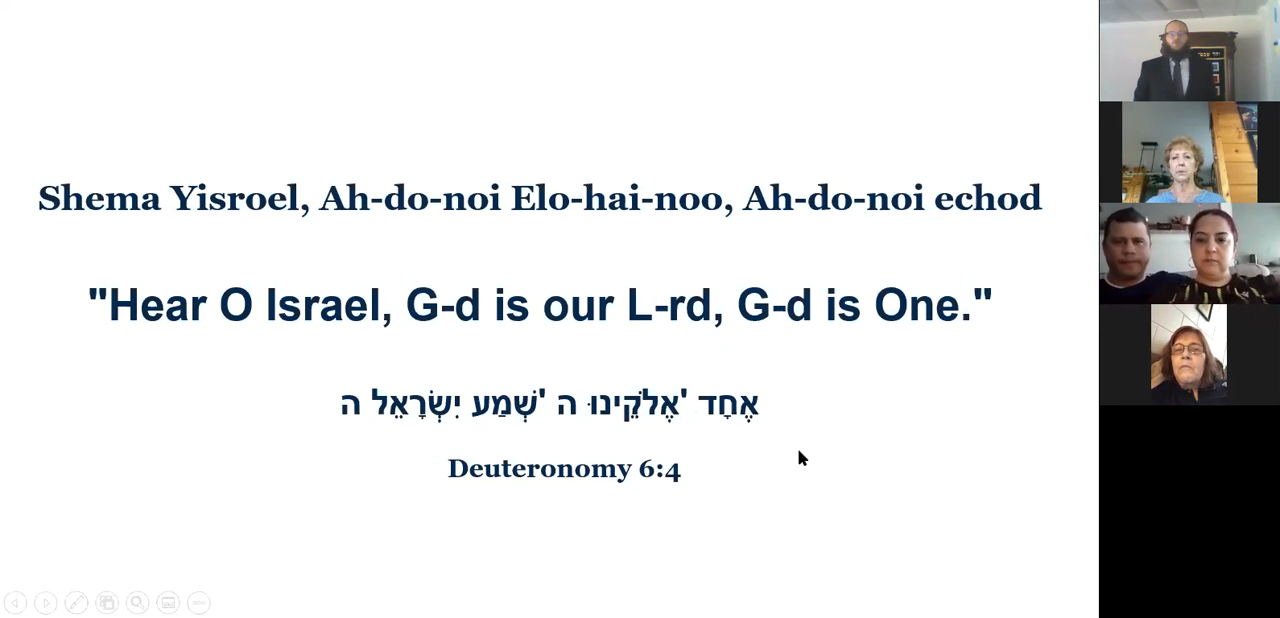 Shema Yisroel, Ah-do-noi Elo-hai-noo, Ah-do-noi echod
"Hear O Israel, G-d is our L-rd, G-d is One."
שְׁמַע יִשְׂרָאֵל ה' אֶלֹקֵינוּ ה' אֶחָד
Deuteronomy 6:4